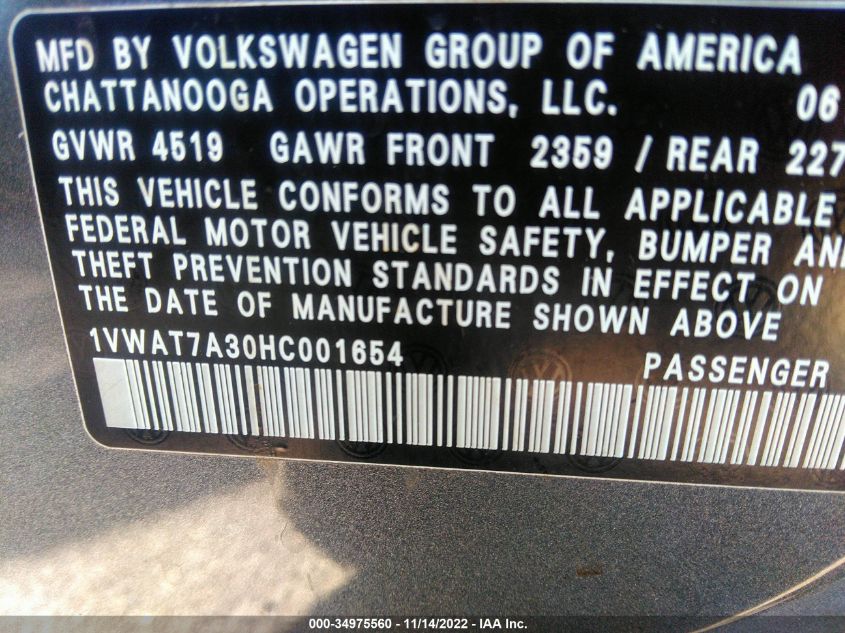 MFD BY VOLKSWAGEN GROUP OF AMERICA
CHATTANOOGA OPERATIONS, LLC. 06
GVWR 4519 GAWR FRONT 2359 / REAR 227
THIS VEHICLE CONFORMS TO ALL APPLICABLE
FEDERAL MOTOR VEHICLE SAFETY, BUMPER AN
THEFT PREVENTION STANDARDS IN EFFECT ON
THE DATE OF MANUFACTURE SHOWN ABOVE
1VWAT7A30HC001654 PASSENGER
000-34975560 - 11/14/2022 - IAA Inc.